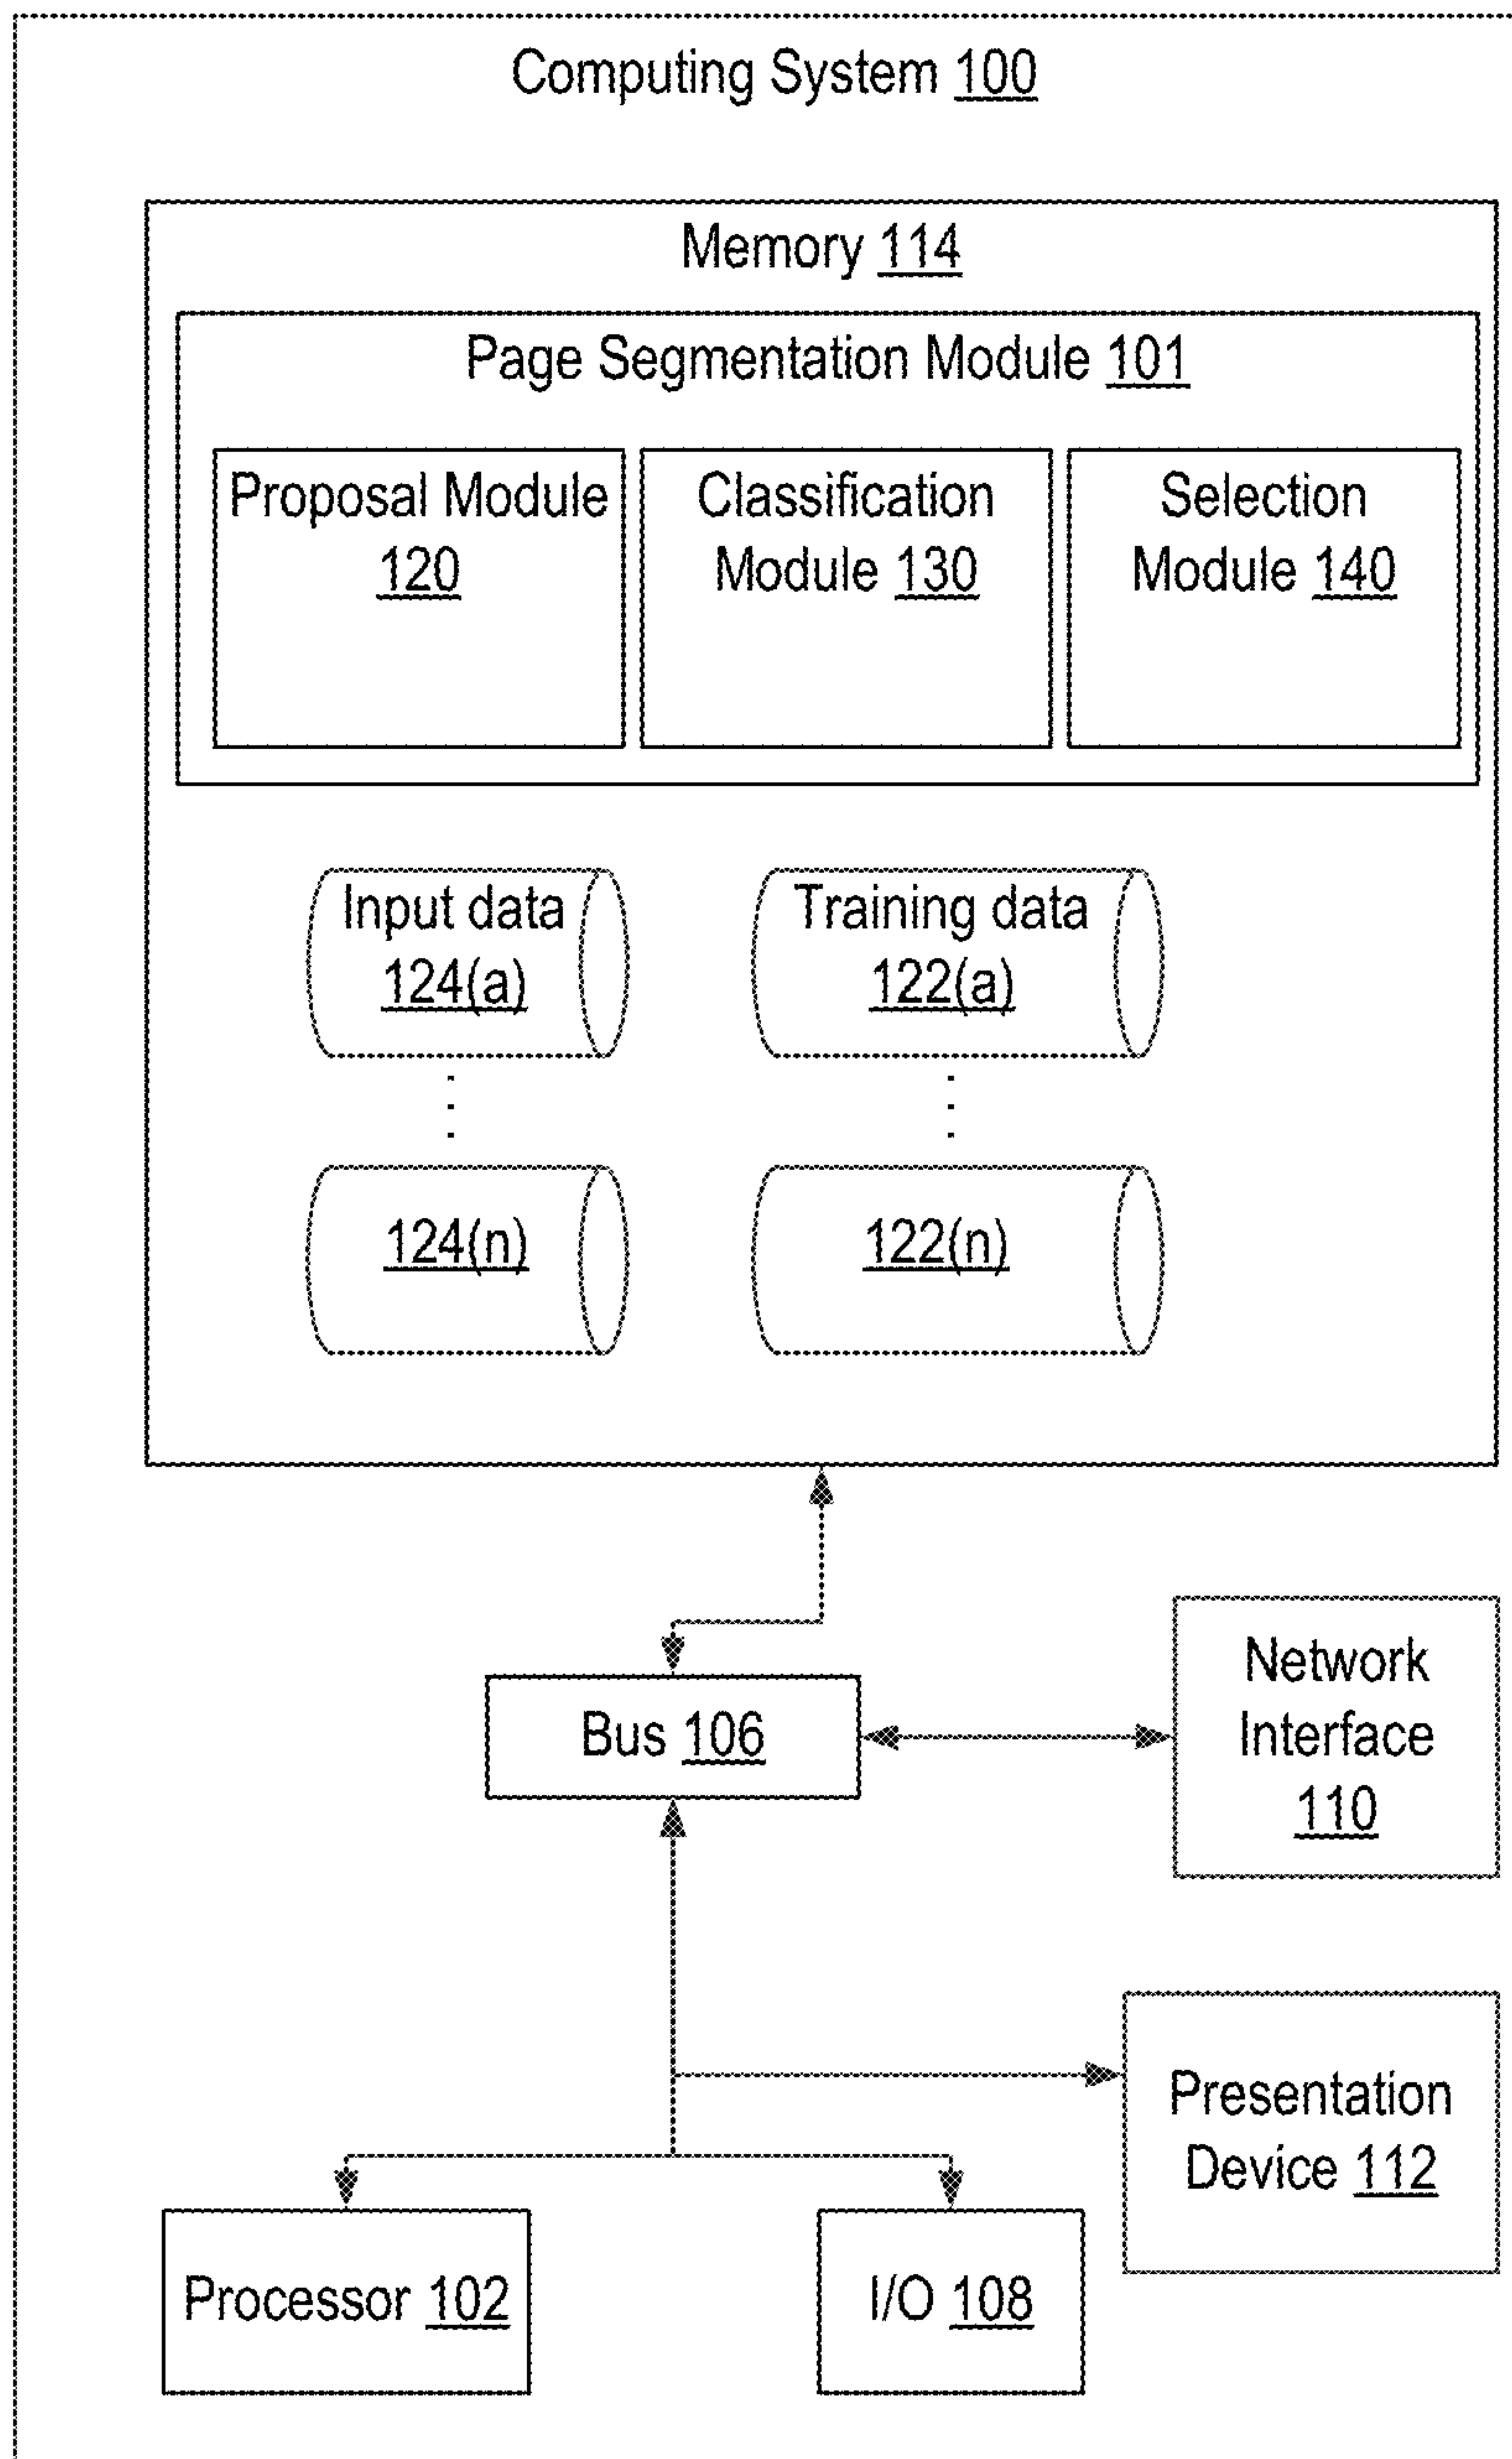 Computing System 100
Memory 114
Page Segmentation Module 101
Proposal Module
120
Classification
Module 130
Selection
Module 140
Input data
124(a)
Training data
122(a)
124(n)
122(n)
Bus 106
Network
Interface
110
Presentation
Device 112
Processor 102
I/O 108